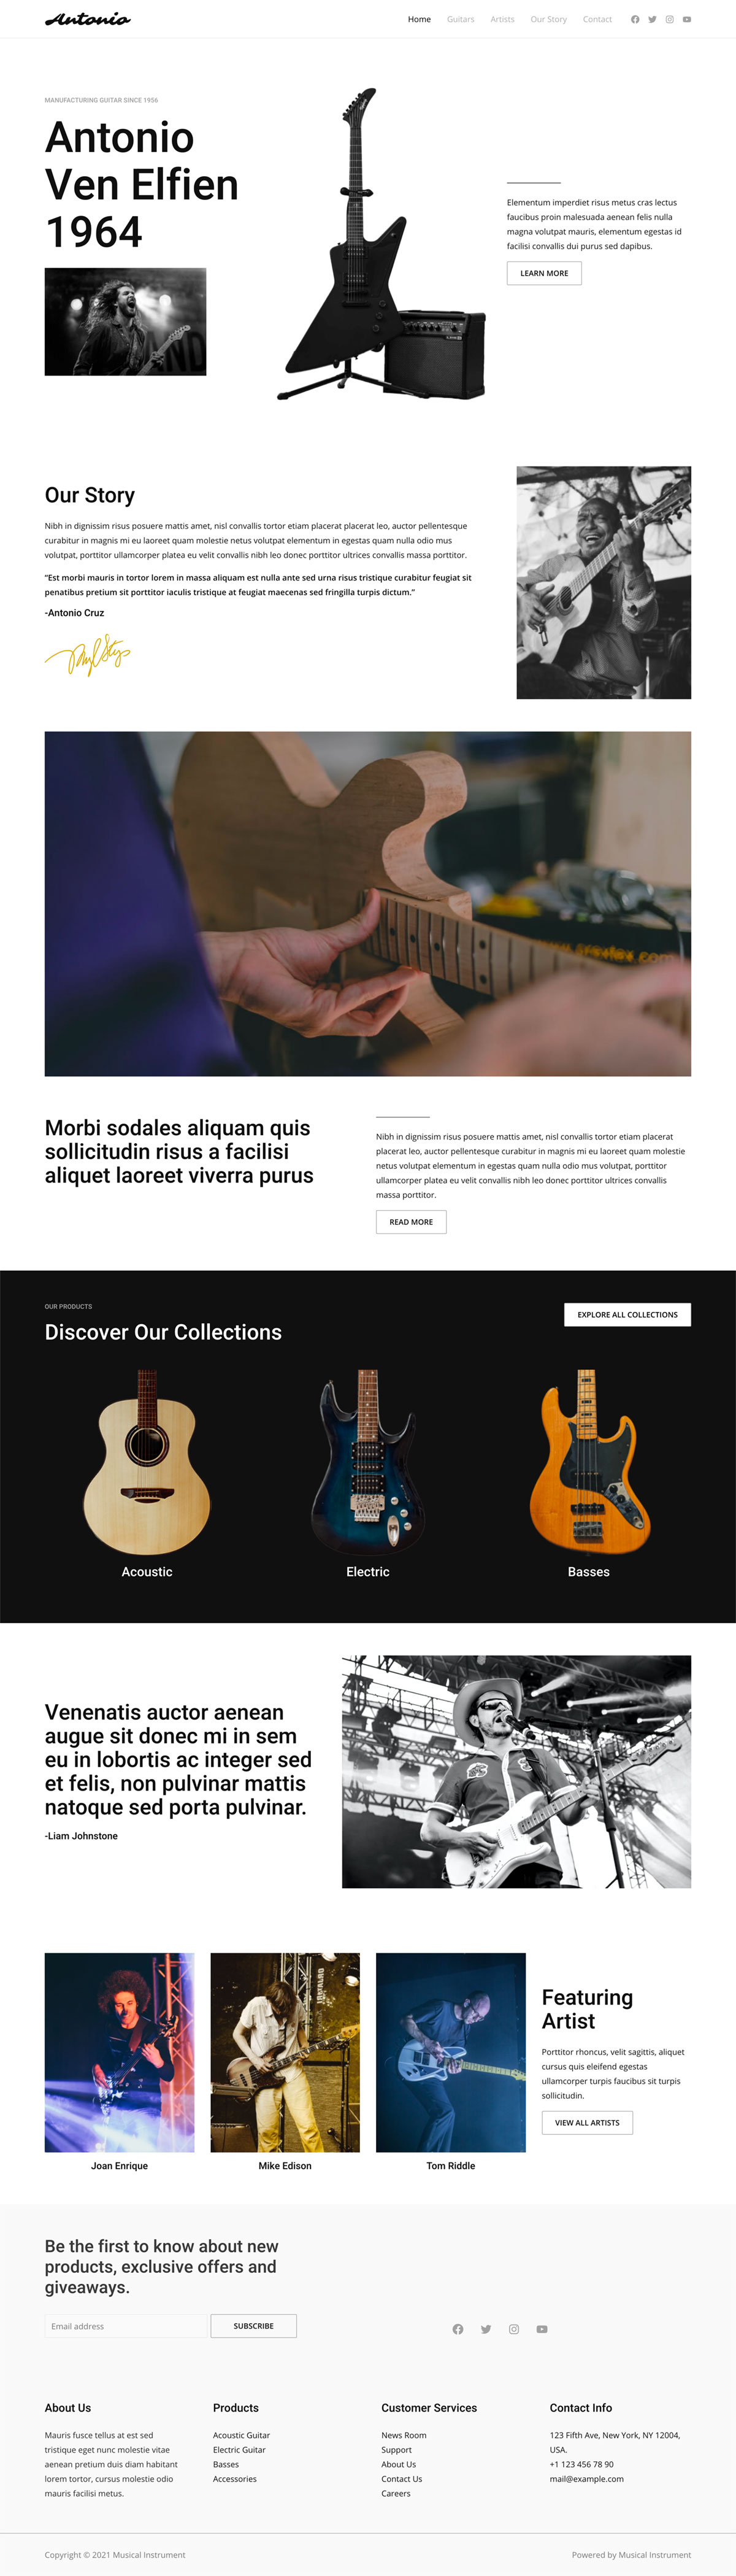 Antonio
Home Guitars Artists Our Story Contact
MANUFACTURING GUITAR SINCE 1956
Antonio
Ven Elfien
1964
Elementum imperdiet risus metus cras lectus
faucibus proin malesuada aenean felis nulla
magna volutpat mauris, elementum egestas id
facilisi convallis dui purus sed dapibus.
LEARN MORE
Our Story
Nibh in dignissim risus posuere mattis amet, nisl convallis tortor etiam placerat placerat leo, auctor pellentesque
curabitur in magnis mi eu laoreet quam molestie netus volutpat elementum in egestas quam nulla odio mus
volutpat, porttitor ullamcorper platea eu velit convallis nibh leo donec porttitor ultrices convallis massa porttitor.
“Est morbi mauris in tortor lorem in massa aliquam est nulla ante sed urna risus tristique curabitur feugiat sit
penatibus pretium sit porttitor iaculis tristique at feugiat maecenas sed fringilla turpis dictum.”
-Antonio Cruz
Morbi sodales aliquam quis
sollicitudin risus a facilisi
aliquet laoreet viverra purus
Nibh in dignissim risus posuere mattis amet, nisl convallis tortor etiam placerat
placerat leo, auctor pellentesque curabitur in magnis mi eu laoreet quam molestie
netus volutpat elementum in egestas quam nulla odio mus volutpat, porttitor
ullamcorper platea eu velit convallis nibh leo donec porttitor ultrices convallis
massa porttitor.
READ MORE
OUR PRODUCTS
Discover Our Collections
EXPLORE ALL COLLECTIONS
Acoustic
Electric
Basses
Venenatis auctor aenean
augue sit donec mi in sem
eu in lobortis ac integer sed
et felis, non pulvinar mattis
natoque sed porta pulvinar.
-Liam Johnstone
Joan Enrique
Mike Edison
Tom Riddle
Featuring
Artist
Porttitor rhoncus, velit sagittis, aliquet
cursus quis eleifend egestas
ullamcorper turpis faucibus sit turpis
sollicitudin.
VIEW ALL ARTISTS
Be the first to know about new
products, exclusive offers and
giveaways.
Email address
SUBSCRIBE
About Us
Mauris fusce tellus at est sed
tristique eget nunc molestie vitae
aenean pretium duis diam habitant
lorem tortor, cursus molestie odio
mauris facilisi metus.
Products
Acoustic Guitar
Electric Guitar
Basses
Accessories
Customer Services
News Room
Support
About Us
Contact Us
Careers
Contact Info
123 Fifth Ave, New York, NY 12004,
USA.
+1 123 456 78 90
mail@example.com
Copyright © 2021 Musical Instrument
Powered by Musical Instrument